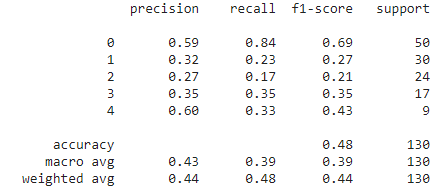 precision recall f1-score support
0 0.59 0.84 0.69 50
1 0.32 0.23 0.27 30
2 0.27 0.17 0.21 24
3 0.35 0.35 0.35 17
4 0.60 0.33 0.43 9
accuracy 0.48 130
macro avg 0.43 0.39 0.39 130
weighted avg 0.44 0.48 0.44 130